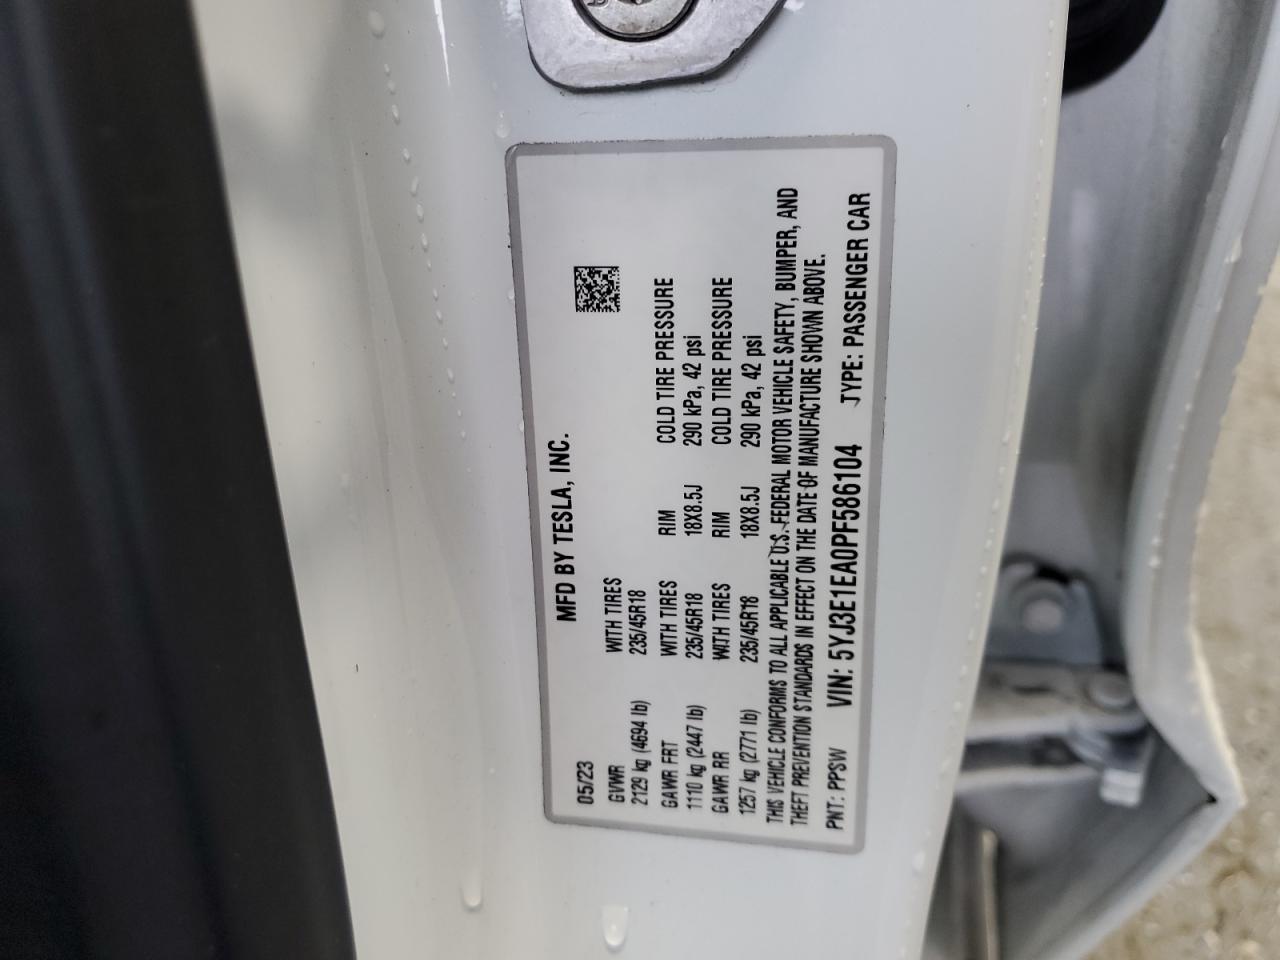 MFD BY TESLA, INC.
05/23
GVWR WITH TIRES
2129 kg (4694 lb) 235/45R18
GAWR FRT WITH TIRES RIM COLD TIRE PRESSURE
1110 kg (2447 lb) 235/45R18 18X8.5J 290 kPa, 42 psi
GAWR RR WITH TIRES RIM COLD TIRE PRESSURE
1257 kg (2771 lb) 235/45R18 18X8.5J 290 kPa, 42 psi
THIS VEHICLE CONFORMS TO ALL APPLICABLE U.S. FEDERAL MOTOR VEHICLE SAFETY, BUMPER, AND
THEFT PREVENTION STANDARDS IN EFFECT ON THE DATE OF MANUFACTURE SHOWN ABOVE.
PNT: PPSW VIN: 5YJ3E1EA0PF586104 TYPE: PASSENGER CAR